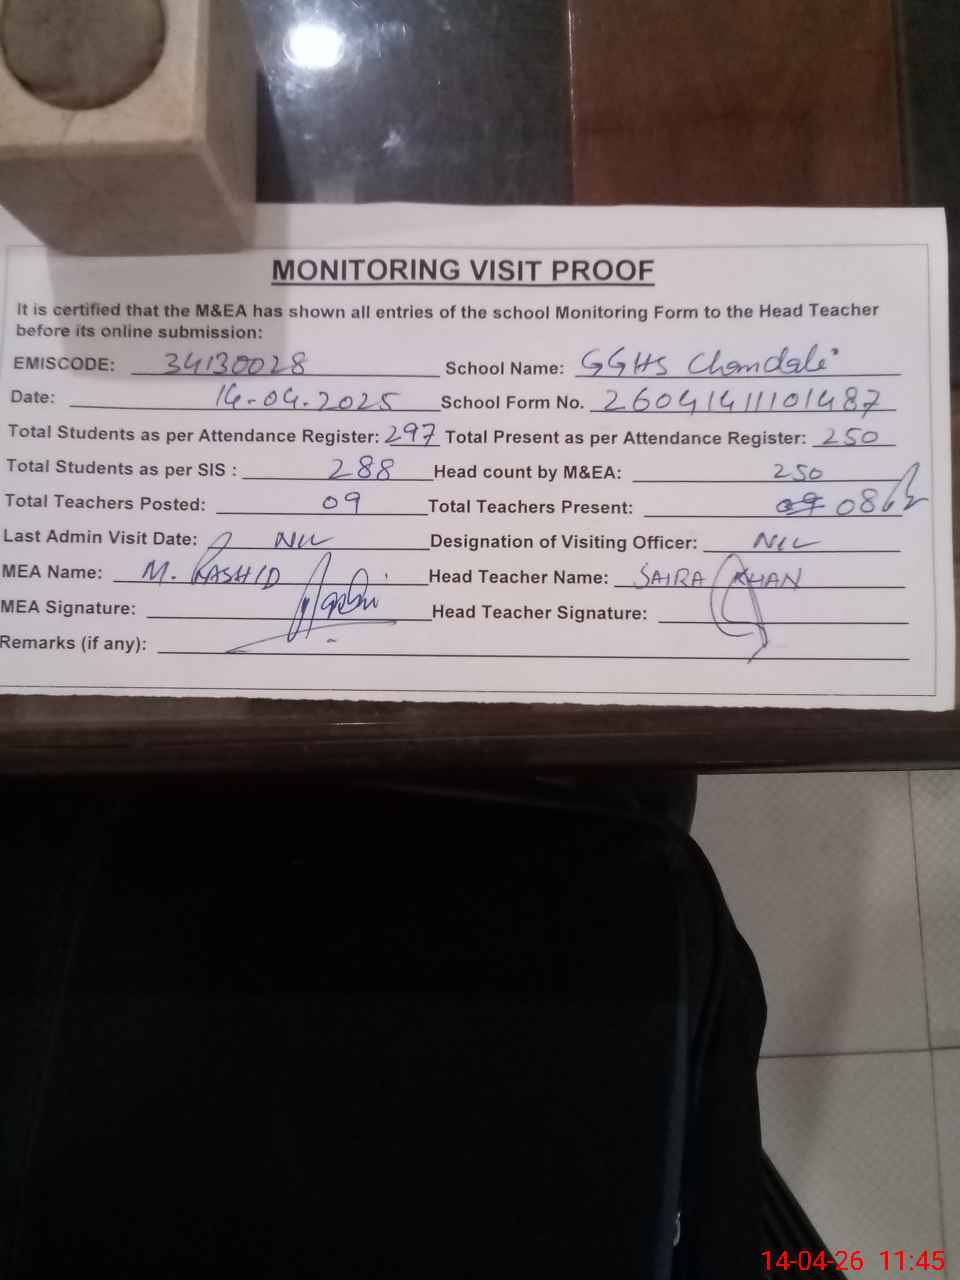 MONITORING VISIT PROOF
It is certified that the M&EA has shown all entries of the school Monitoring Form to the Head Teacher
before its online submission:
EMISCODE: 34130028 School Name: GGHS Chandali
Date: 14-04-2025 School Form No. 26041411101487
Total Students as per Attendance Register: 297 Total Present as per Attendance Register: 250
Total Students as per SIS : 288 Head count by M&EA: 250
Total Teachers Posted: 09 Total Teachers Present: 09 08
Last Admin Visit Date: NIL Designation of Visiting Officer: NIL
MEA Name: M. RASHID Head Teacher Name: SAIRA KHAN
MEA Signature: Head Teacher Signature:
Remarks (if any):
14-04-26 11:45